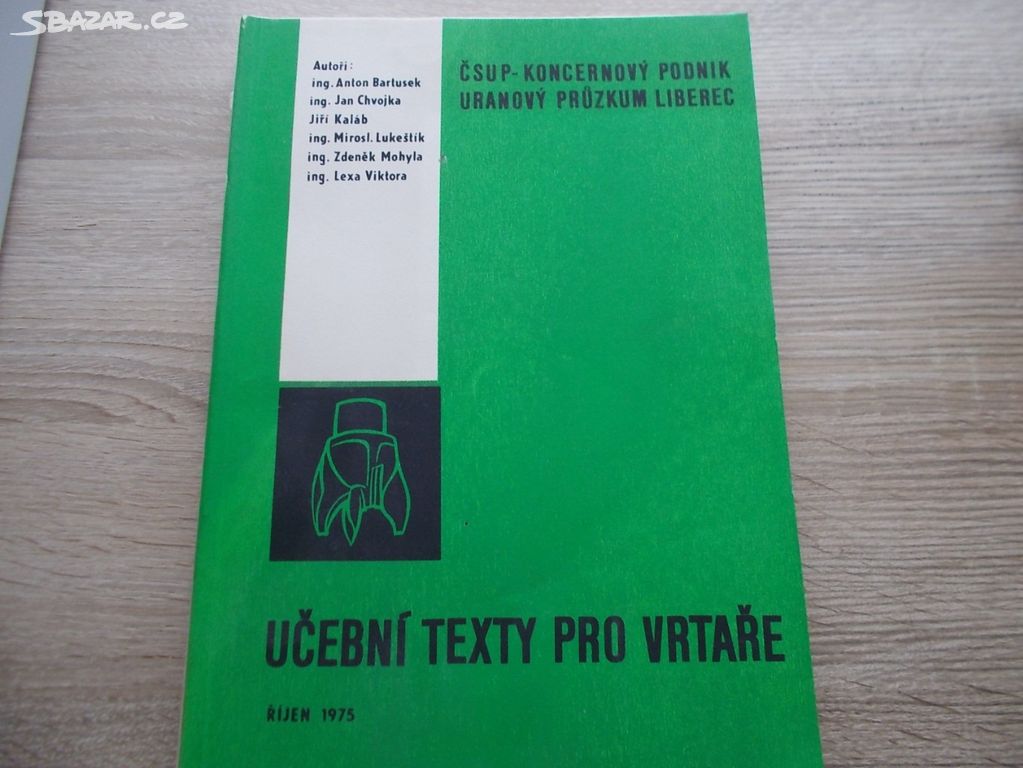 SBAZAR.CZ
Autoři:
ing. Anton Bartusek
ing. Jan Chvojka
Jiří Kaláb
ing. Mirosl. Lukeštík
ing. Zdeněk Mohyla
ing. Lexa Viktora
ČSUP-KONCERNOVÝ PODNIK
URANOVÝ PRŮZKUM LIBEREC
UČEBNÍ TEXTY PRO VRTAŘE
ŘÍJEN 1975